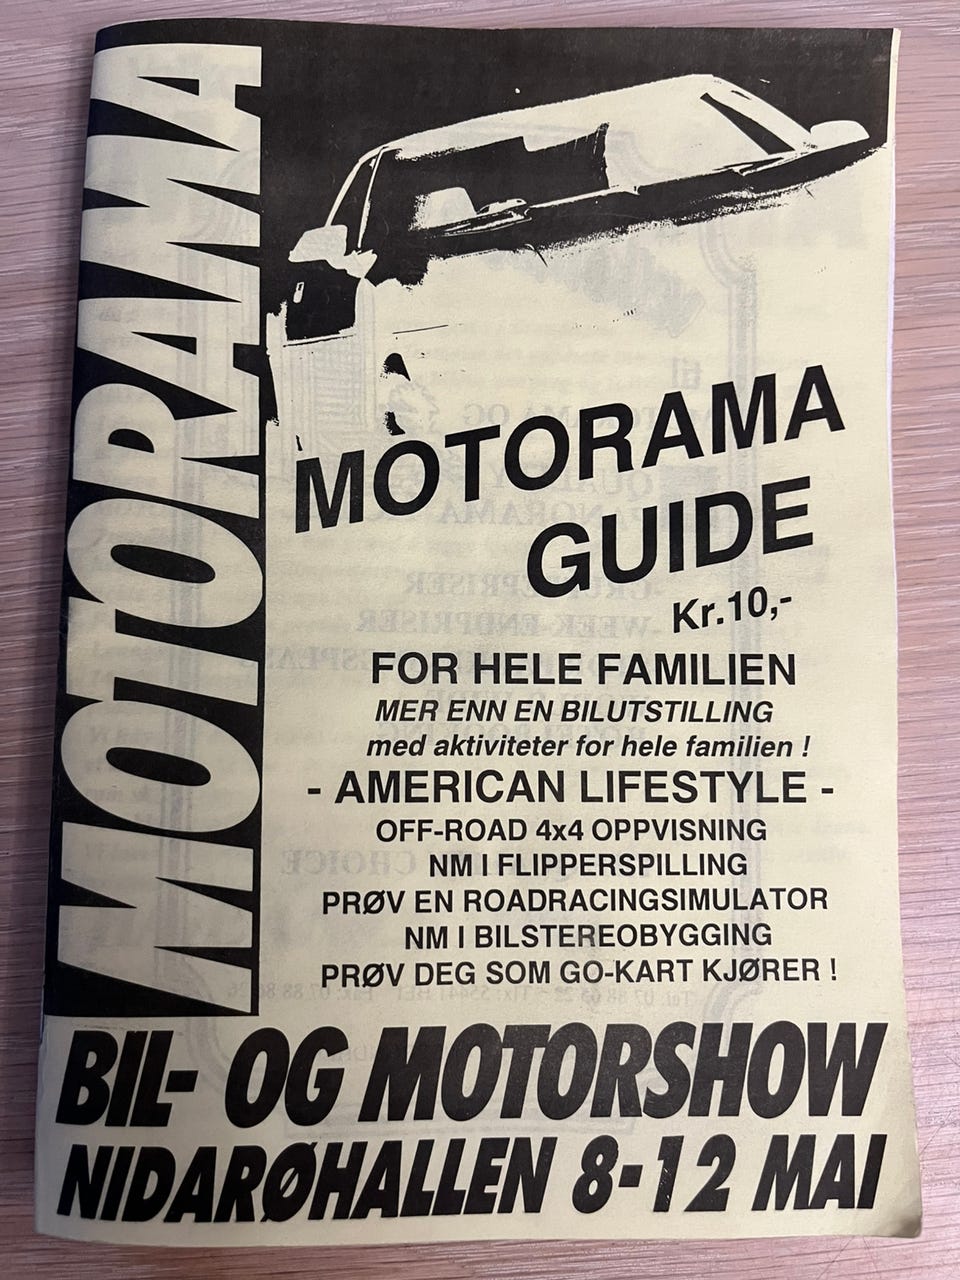 MOTORAMA
MOTORAMA
GUIDE
Kr.10,-
FOR HELE FAMILIEN
MER ENN EN BILUTSTILLING
med aktiviteter for hele familien !
- AMERICAN LIFESTYLE -
OFF-ROAD 4x4 OPPVISNING
NM I FLIPPERSPILLING
PRØV EN ROADRACINGSIMULATOR
NM I BILSTEREOBYGGING
PRØV DEG SOM GO-KART KJØRER !
BIL- OG MOTORSHOW
NIDARØHALLEN 8-12 MAI